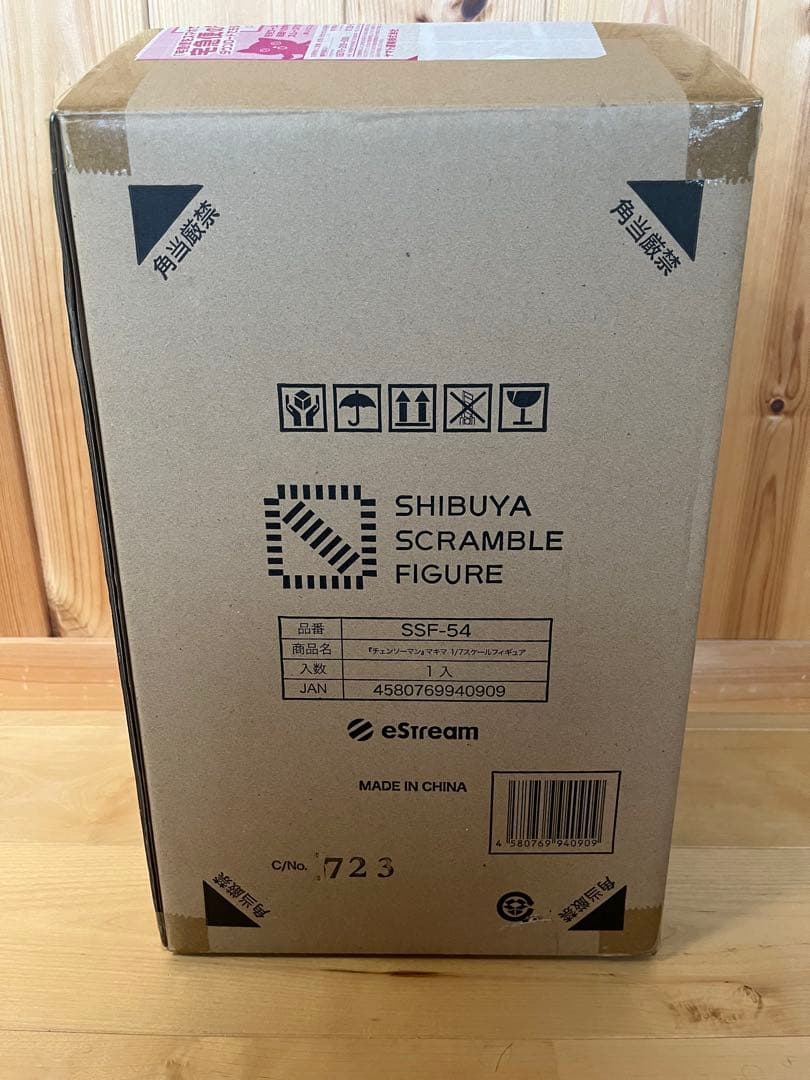 角当厳禁
角当厳禁
SHIBUYA
SCRAMBLE
FIGURE
品番 SSF-54
商品名 『チェンソーマン』マキマ 1/7スケールフィギュア
入数 1入
JAN 4580769940909
eStream
MADE IN CHINA
4 580769 940909
C/No. 723
角当厳禁
角当厳禁